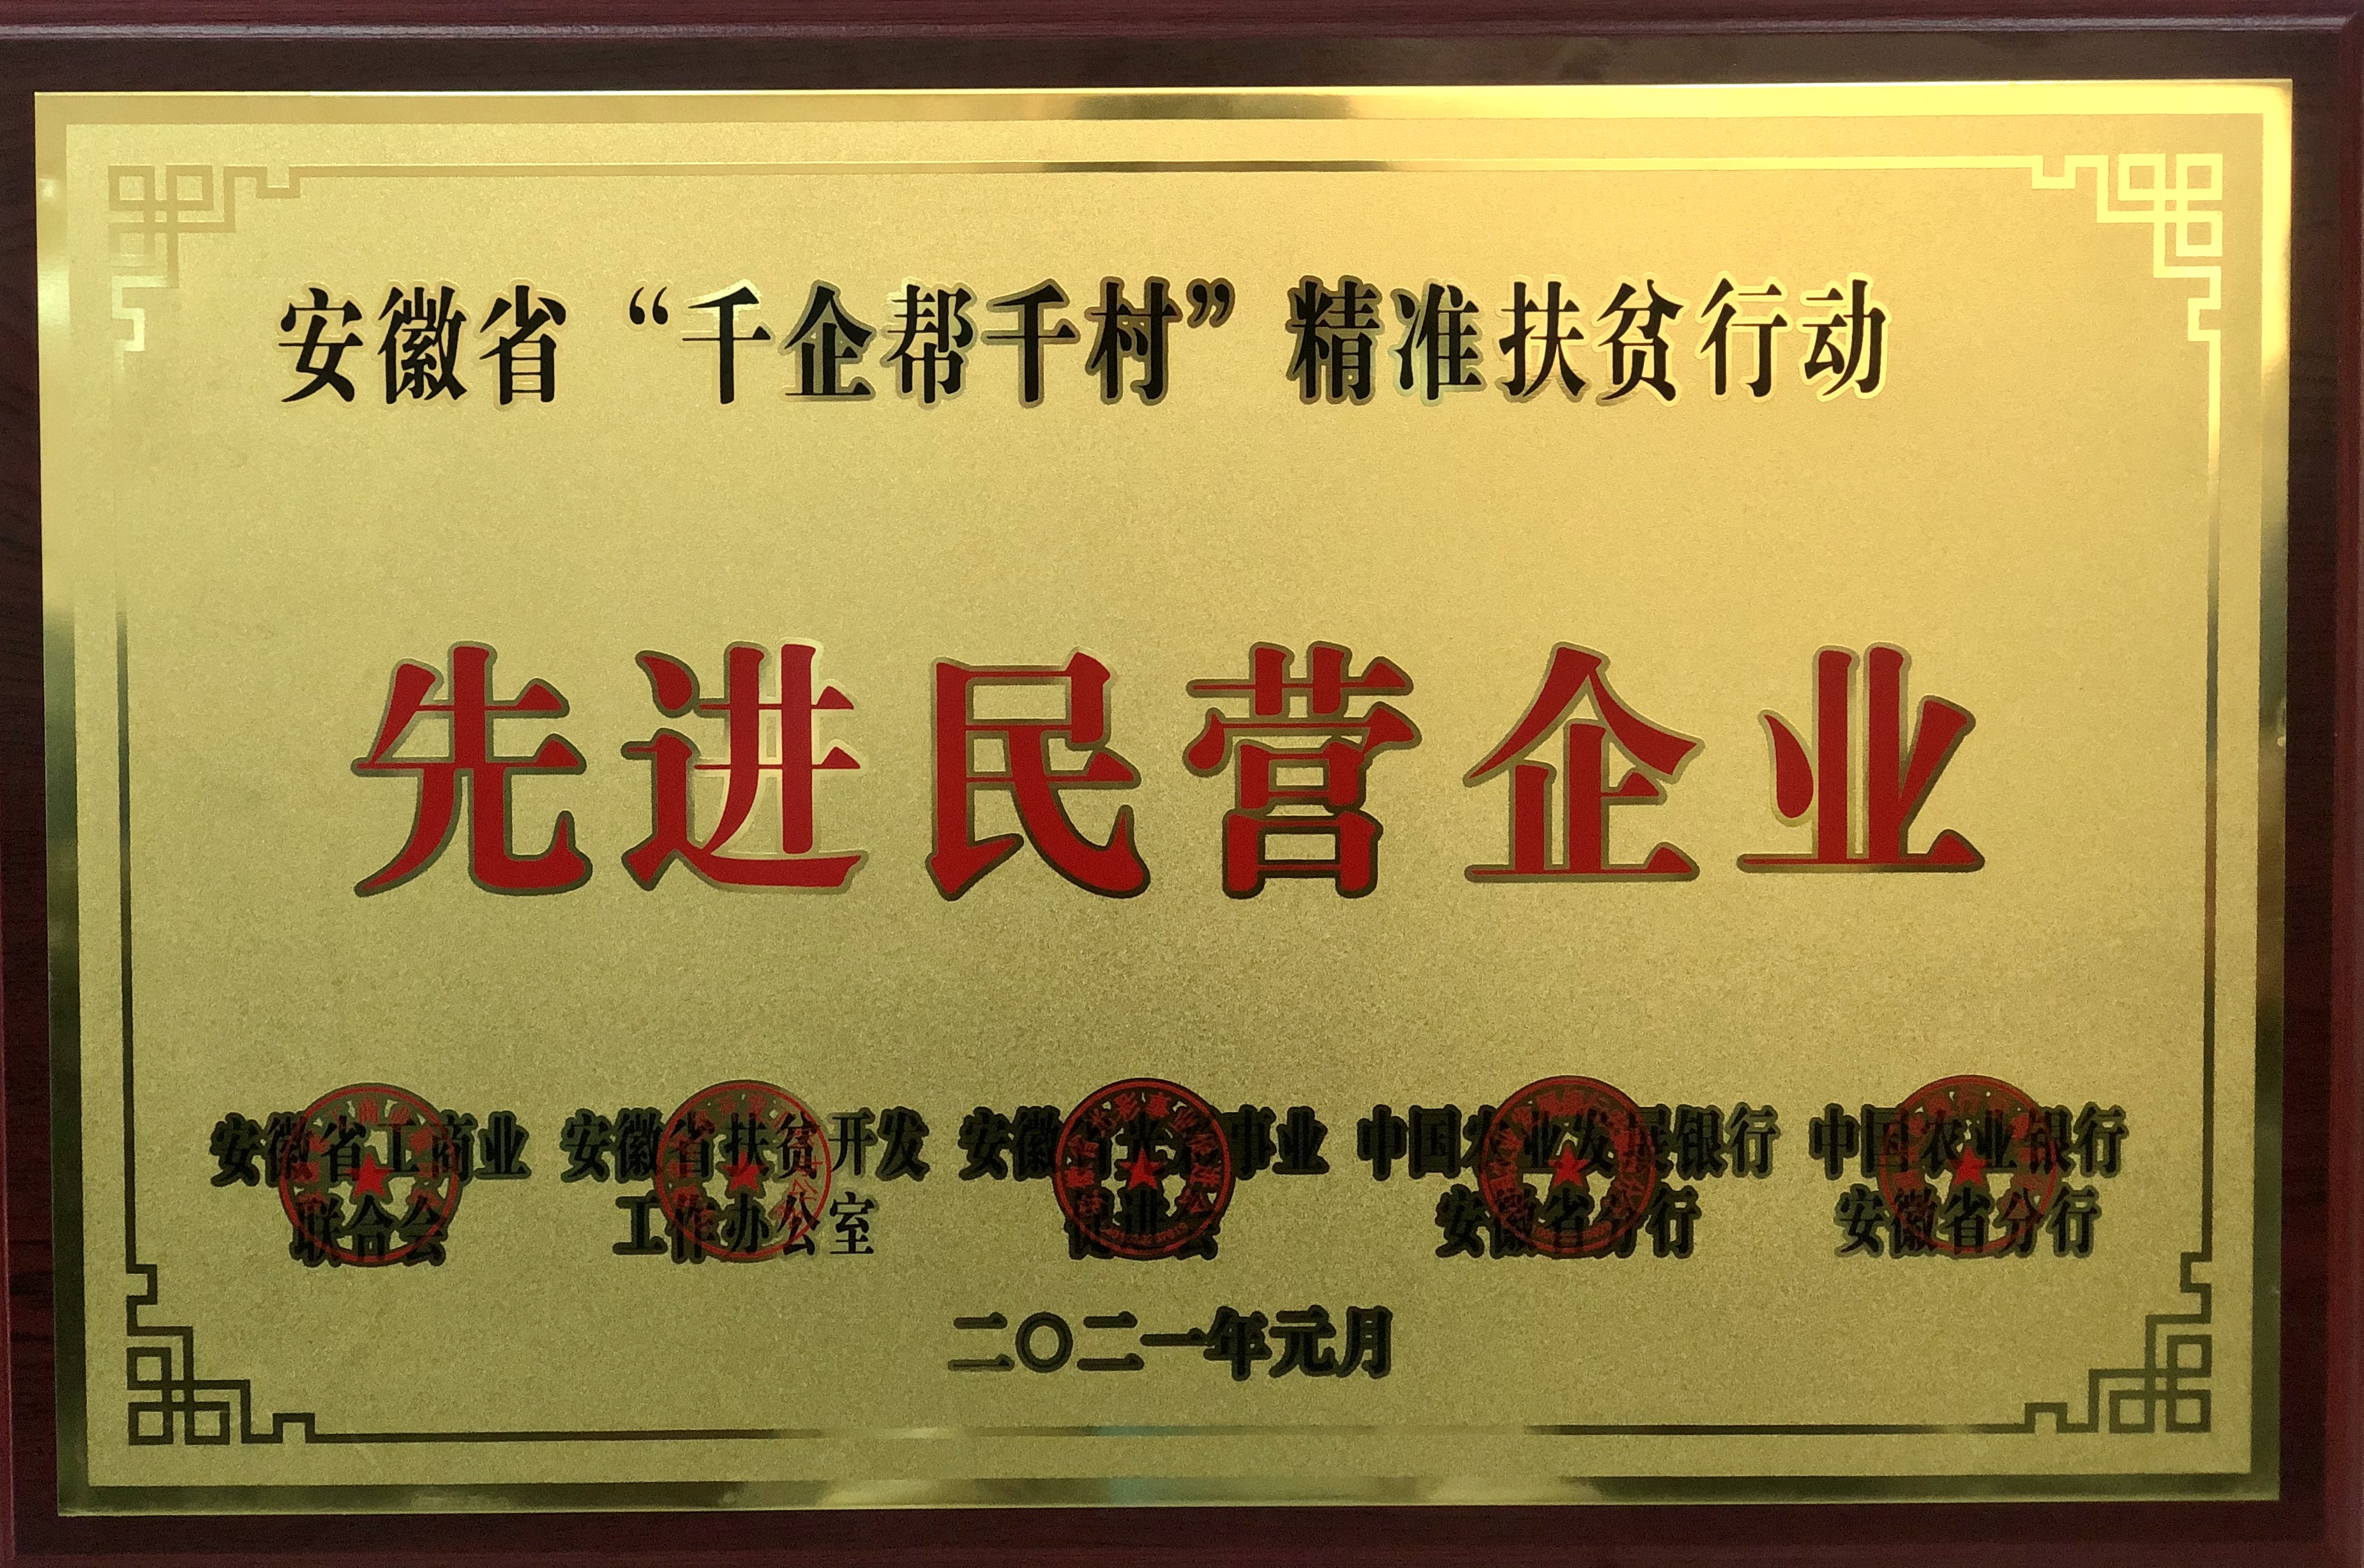 安徽省“千企帮千村”精准扶贫行动
先进民营企业
安徽省工商业
联合会
安徽省扶贫开发
工作办公室
安徽省光彩事业
促进会
中国农业发展银行
安徽省分行
中国农业银行
安徽省分行
二〇二一年元月